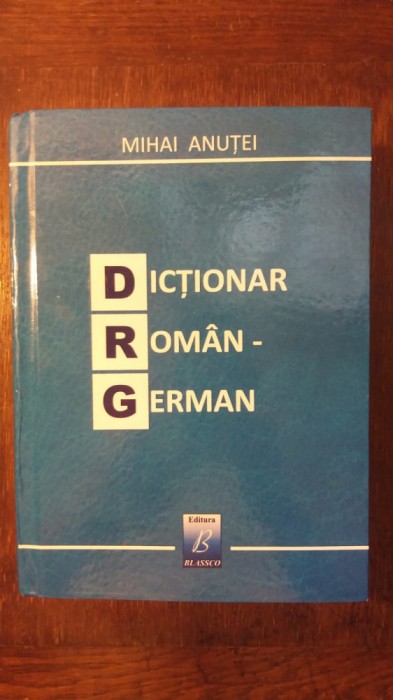 MIHAI ANUȚEI
DICȚIONAR
ROMÂN -
GERMAN
Editura
B
BLASSCO